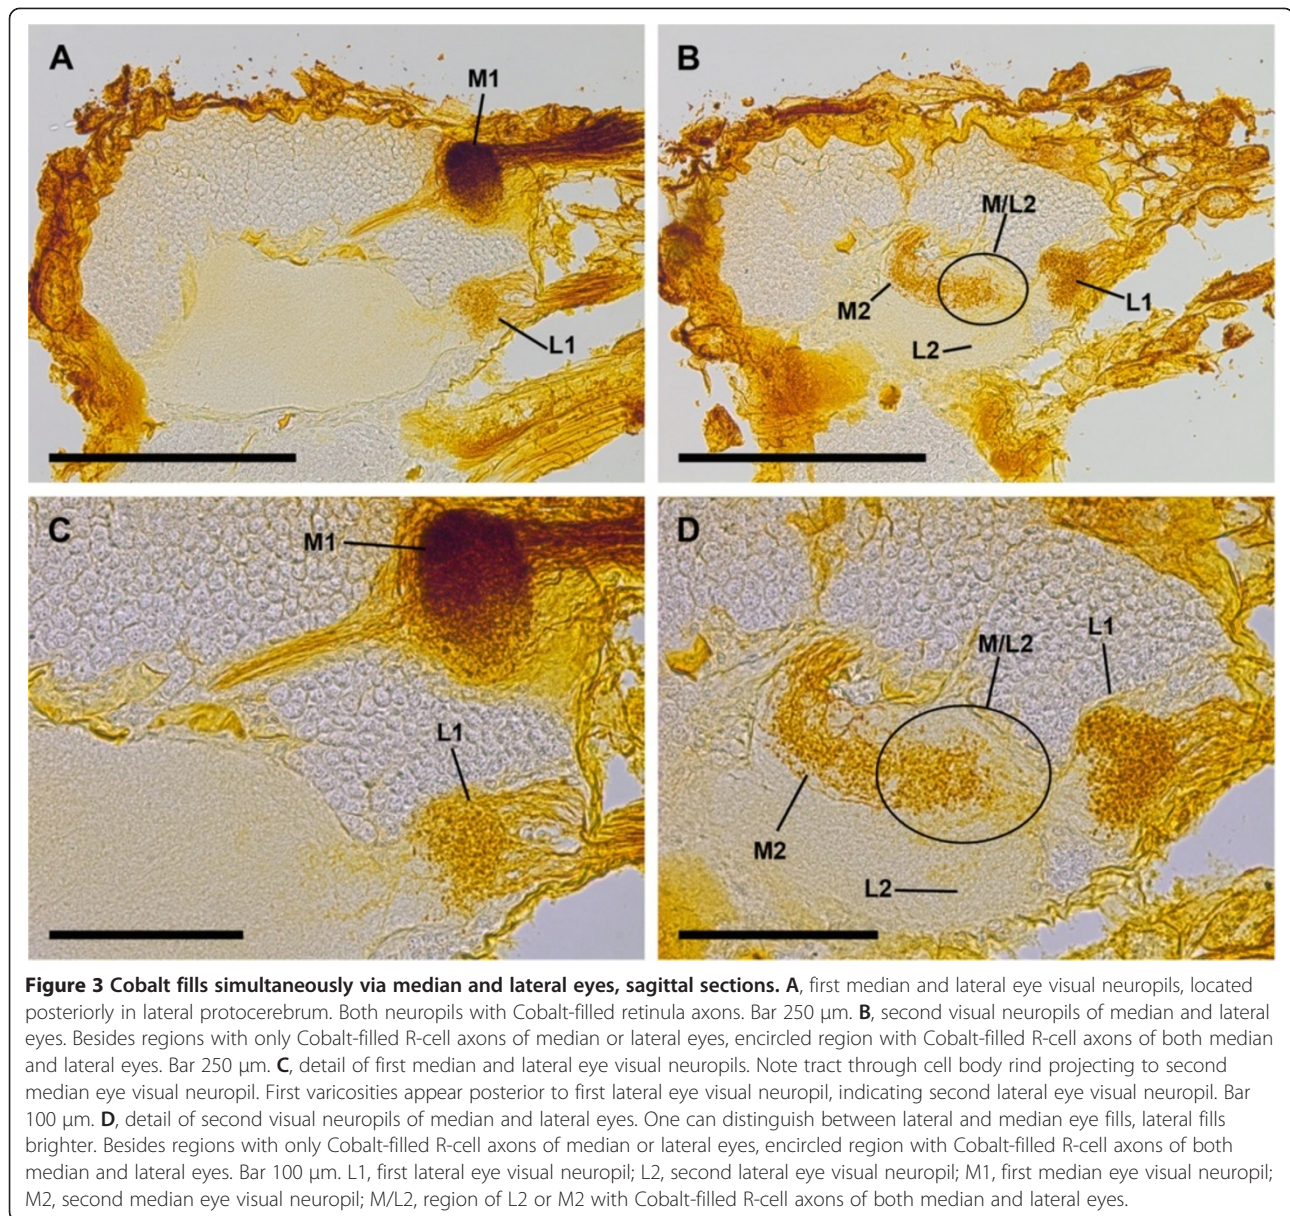 A
M1
L1
B
M/L2
M2
L1
L2
C
M1
L1
D
L1
M/L2
M2
L2
Figure 3 Cobalt fills simultaneously via median and lateral eyes, sagittal sections. A, first median and lateral eye visual neuropils, located
posteriorly in lateral protocerebrum. Both neuropils with Cobalt-filled retinula axons. Bar 250 μm. B, second visual neuropils of median and lateral
eyes. Besides regions with only Cobalt-filled R-cell axons of median or lateral eyes, encircled region with Cobalt-filled R-cell axons of both median
and lateral eyes. Bar 250 μm. C, detail of first median and lateral eye visual neuropils. Note tract through cell body rind projecting to second
median eye visual neuropil. First varicosities appear posterior to first lateral eye visual neuropil, indicating second lateral eye visual neuropil. Bar
100 μm. D, detail of second visual neuropils of median and lateral eyes. One can distinguish between lateral and median eye fills, lateral fills
brighter. Besides regions with only Cobalt-filled R-cell axons of median or lateral eyes, encircled region with Cobalt-filled R-cell axons of both
median and lateral eyes. Bar 100 μm. L1, first lateral eye visual neuropil; L2, second lateral eye visual neuropil; M1, first median eye visual neuropil;
M2, second median eye visual neuropil; M/L2, region of L2 or M2 with Cobalt-filled R-cell axons of both median and lateral eyes.